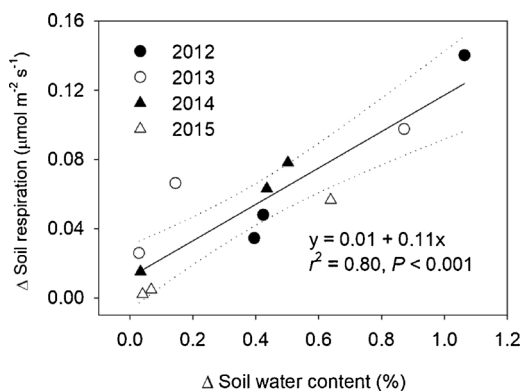 0.16
0.12
0.08
0.04
0.00
Δ Soil respiration (μmol m⁻² s⁻¹)
2012
2013
2014
2015
y = 0.01 + 0.11x
r² = 0.80, P < 0.001
0.0 0.2 0.4 0.6 0.8 1.0 1.2
Δ Soil water content (%)